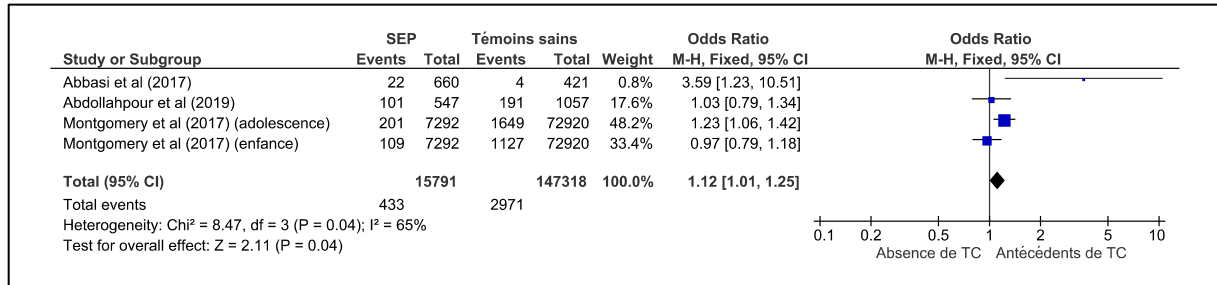 SEP Témoins sains Odds Ratio Odds Ratio
Study or Subgroup Events Total Events Total Weight M-H, Fixed, 95% CI M-H, Fixed, 95% CI
Abbasi et al (2017) 22 660 4 421 0.8% 3.59 [1.23, 10.51]
Abdollahpour et al (2019) 101 547 191 1057 17.6% 1.03 [0.79, 1.34]
Montgomery et al (2017) (adolescence) 201 7292 1649 72920 48.2% 1.23 [1.06, 1.42]
Montgomery et al (2017) (enfance) 109 7292 1127 72920 33.4% 0.97 [0.79, 1.18]
Total (95% CI) 15791 147318 100.0% 1.12 [1.01, 1.25]
Total events 433 2971
Heterogeneity: Chi² = 8.47, df = 3 (P = 0.04); I² = 65%
Test for overall effect: Z = 2.11 (P = 0.04)
0.1 0.2 0.5 1 2 5 10
Absence de TC Antécédents de TC